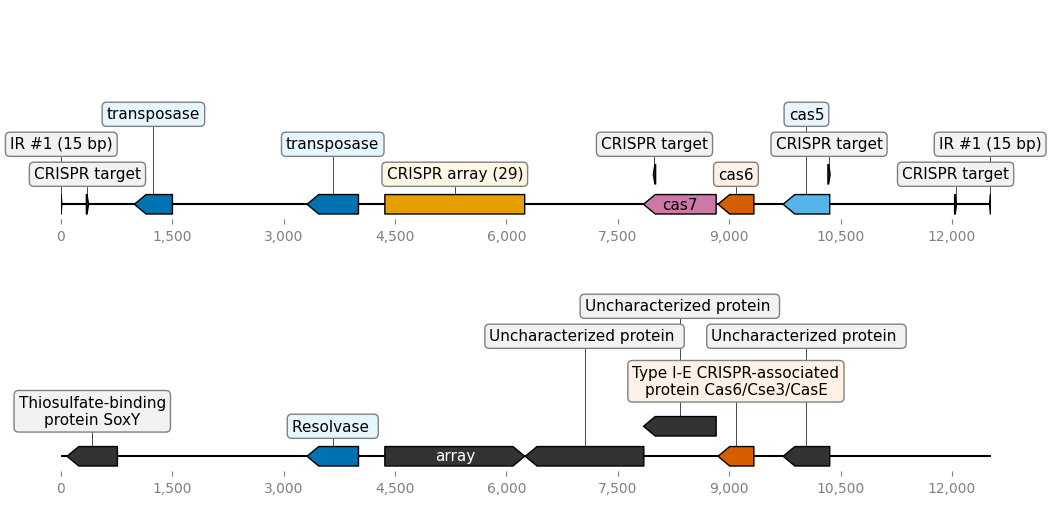 transposase
cas5
IR #1 (15 bp)
transposase
CRISPR target
CRISPR target
IR #1 (15 bp)
CRISPR target
CRISPR array (29)
cas6
CRISPR target
cas7
0
1,500
3,000
4,500
6,000
7,500
9,000
10,500
12,000
Uncharacterized protein
Uncharacterized protein
Uncharacterized protein
Type I-E CRISPR-associated
protein Cas6/Cse3/CasE
Thiosulfate-binding
protein SoxY
Resolvase
array
0
1,500
3,000
4,500
6,000
7,500
9,000
10,500
12,000